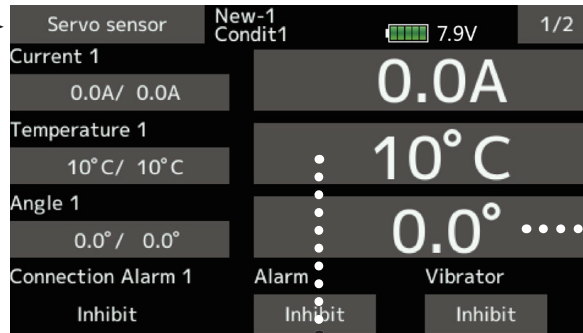 Servo sensor New-1 Condit1 7.9V 1/2
Current 1
0.0A/ 0.0A 0.0A
Temperature 1
10°C/ 10°C 10°C
Angle 1
0.0°/ 0.0° 0.0°
Connection Alarm 1 Alarm Vibrator
Inhibit Inhibit Inhibit